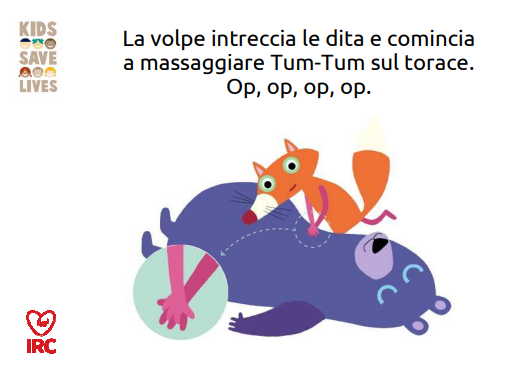 KIDS
SAVE
LIVES
La volpe intreccia le dita e comincia
a massaggiare Tum-Tum sul torace.
Op, op, op, op.
IRC